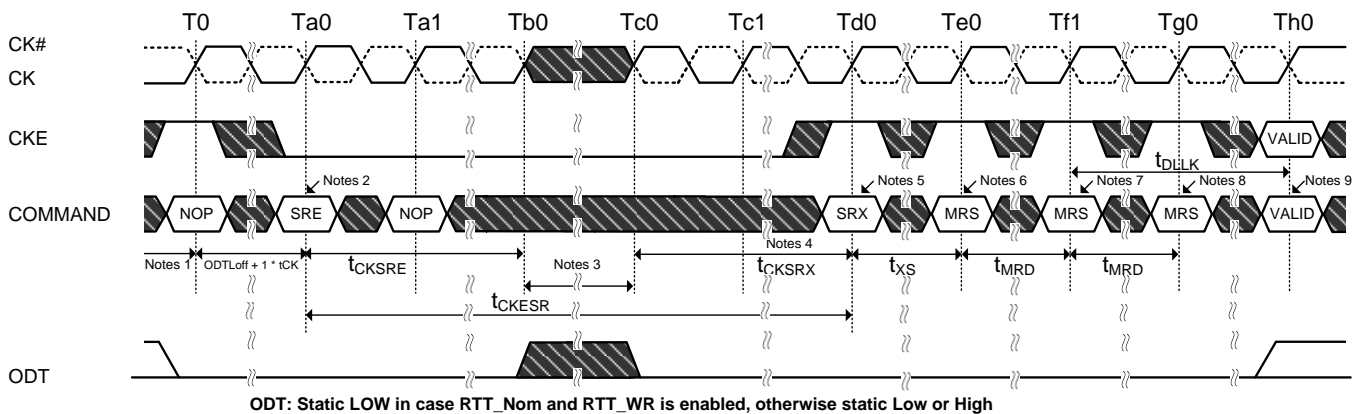 T0 Ta0 Ta1 Tb0 Tc0 Tc1 Td0 Te0 Tf1 Tg0 Th0
CK#
CK
CKE
VALID
tDLLK
Notes 2 Notes 5 Notes 6 Notes 7 Notes 8 Notes 9
COMMAND
NOP SRE NOP SRX MRS MRS MRS VALID
Notes 1 ODTLoff + 1 * tCK tCKSRE Notes 3 Notes 4 tCKSRX tXS tMRD tMRD
tCKESR
ODT
ODT: Static LOW in case RTT_Nom and RTT_WR is enabled, otherwise static Low or High